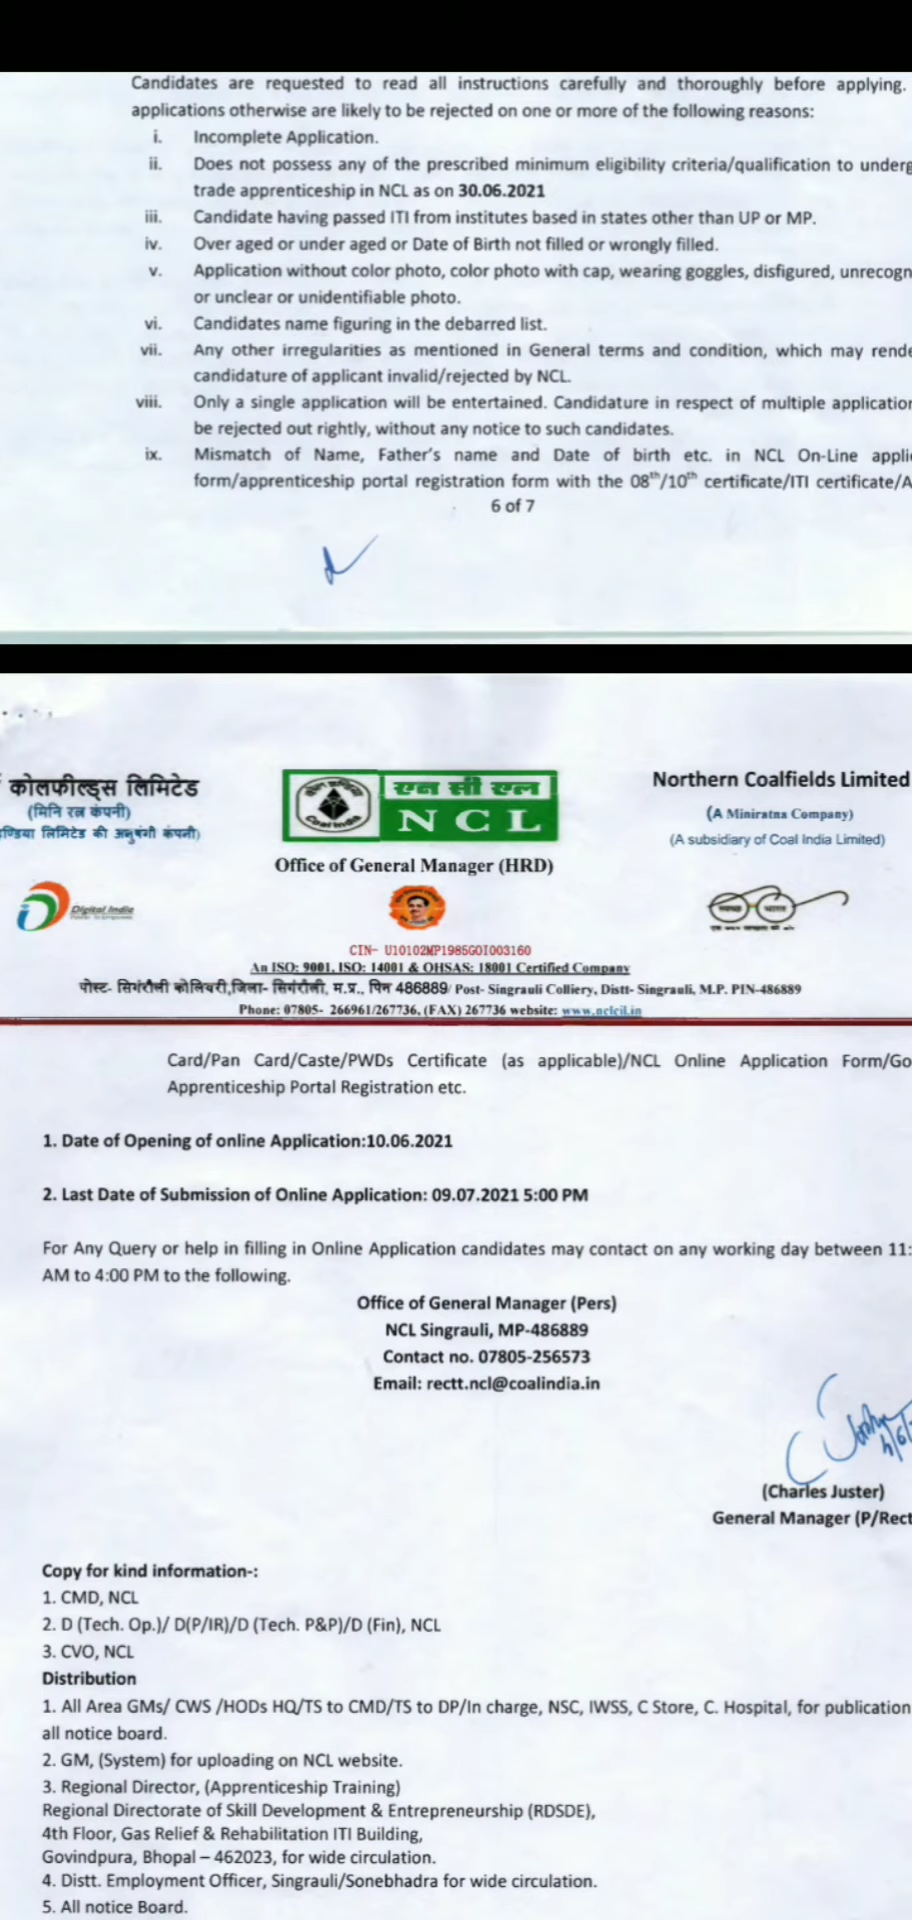 Candidates are requested to read all instructions carefully and thoroughly before applying.
applications otherwise are likely to be rejected on one or more of the following reasons:
i. Incomplete Application.
ii. Does not possess any of the prescribed minimum eligibility criteria/qualification to underg
trade apprenticeship in NCL as on 30.06.2021
iii. Candidate having passed ITI from institutes based in states other than UP or MP.
iv. Over aged or under aged or Date of Birth not filled or wrongly filled.
v. Application without color photo, color photo with cap, wearing goggles, disfigured, unrecogn
or unclear or unidentifiable photo.
vi. Candidates name figuring in the debarred list.
vii. Any other irregularities as mentioned in General terms and condition, which may rende
candidature of applicant invalid/rejected by NCL.
viii. Only a single application will be entertained. Candidature in respect of multiple application
be rejected out rightly, without any notice to such candidates.
ix. Mismatch of Name, Father's name and Date of birth etc. in NCL On-Line appli
form/apprenticeship portal registration form with the 08th/10th certificate/ITI certificate/A
6 of 7
कोलफील्ड्स लिमिटेड
(मिनि रत्न कंपनी)
ण्डिया लिमिटेड की अनुषंगी कंपनी)
एन सी एल
NCL
Coal India
Northern Coalfields Limited
(A Miniratna Company)
(A subsidiary of Coal India Limited)
Office of General Manager (HRD)
Digital India
CIN- U10102MP1985GOI003160
An ISO: 9001, ISO: 14001 & OHSAS: 18001 Certified Company
पोस्ट- सिगंरौली कोलियरी,जिला- सिगंरौली, म.प्र., पिन 486889/ Post- Singrauli Colliery, Distt- Singrauli, M.P. PIN-486889
Phone: 07805- 266961/267736, (FAX) 267736 website: www.nclcil.in
Card/Pan Card/Caste/PWDs Certificate (as applicable)/NCL Online Application Form/Go
Apprenticeship Portal Registration etc.
1. Date of Opening of online Application:10.06.2021
2. Last Date of Submission of Online Application: 09.07.2021 5:00 PM
For Any Query or help in filling in Online Application candidates may contact on any working day between 11:
AM to 4:00 PM to the following.
Office of General Manager (Pers)
NCL Singrauli, MP-486889
Contact no. 07805-256573
Email: rectt.ncl@coalindia.in
(Charles Juster)
General Manager (P/Rect
Copy for kind information-:
1. CMD, NCL
2. D (Tech. Op.)/ D(P/IR)/D (Tech. P&P)/D (Fin), NCL
3. CVO, NCL
Distribution
1. All Area GMs/ CWS /HODs HQ/TS to CMD/TS to DP/In charge, NSC, IWSS, C Store, C. Hospital, for publication
all notice board.
2. GM, (System) for uploading on NCL website.
3. Regional Director, (Apprenticeship Training)
Regional Directorate of Skill Development & Entrepreneurship (RDSDE),
4th Floor, Gas Relief & Rehabilitation ITI Building,
Govindpura, Bhopal – 462023, for wide circulation.
4. Distt. Employment Officer, Singrauli/Sonebhadra for wide circulation.
5. All notice Board.